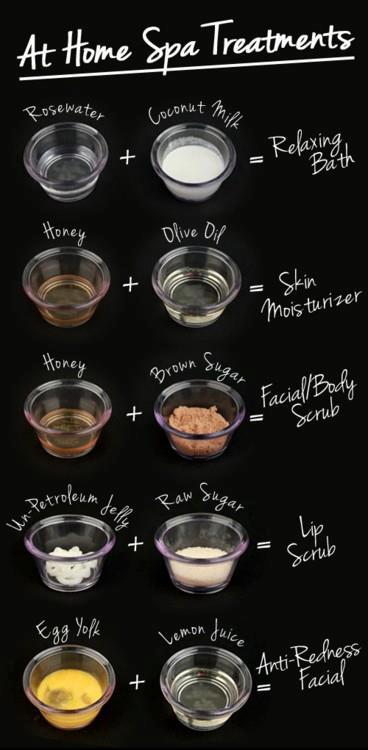 At Home Spa Treatments
Rosewater + Coconut Milk = Relaxing
Bath
Honey + Olive Oil = Skin
Moisturizer
Honey + Brown Sugar = Facial/Body
Scrub
Un-Petroleum Jelly + Raw Sugar = Lip
Scrub
Egg Yolk + Lemon Juice = Anti-Redness
Facial